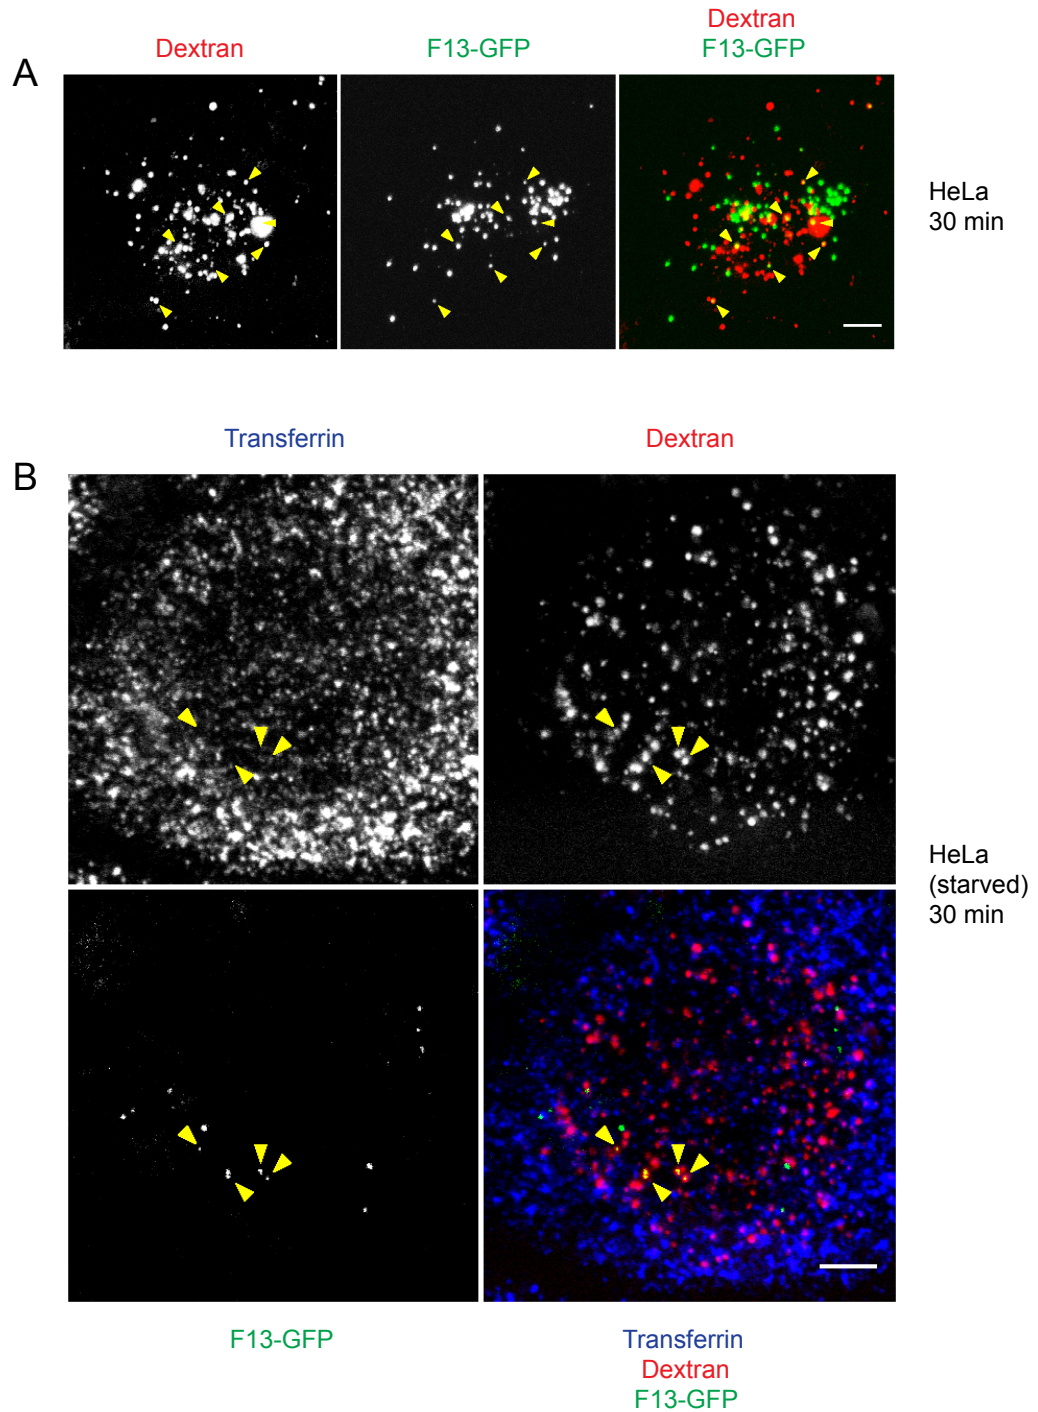 Dextran
F13-GFP
Dextran
F13-GFP
A
HeLa
30 min
Transferrin
Dextran
B
HeLa
(starved)
30 min
F13-GFP
Transferrin
Dextran
F13-GFP